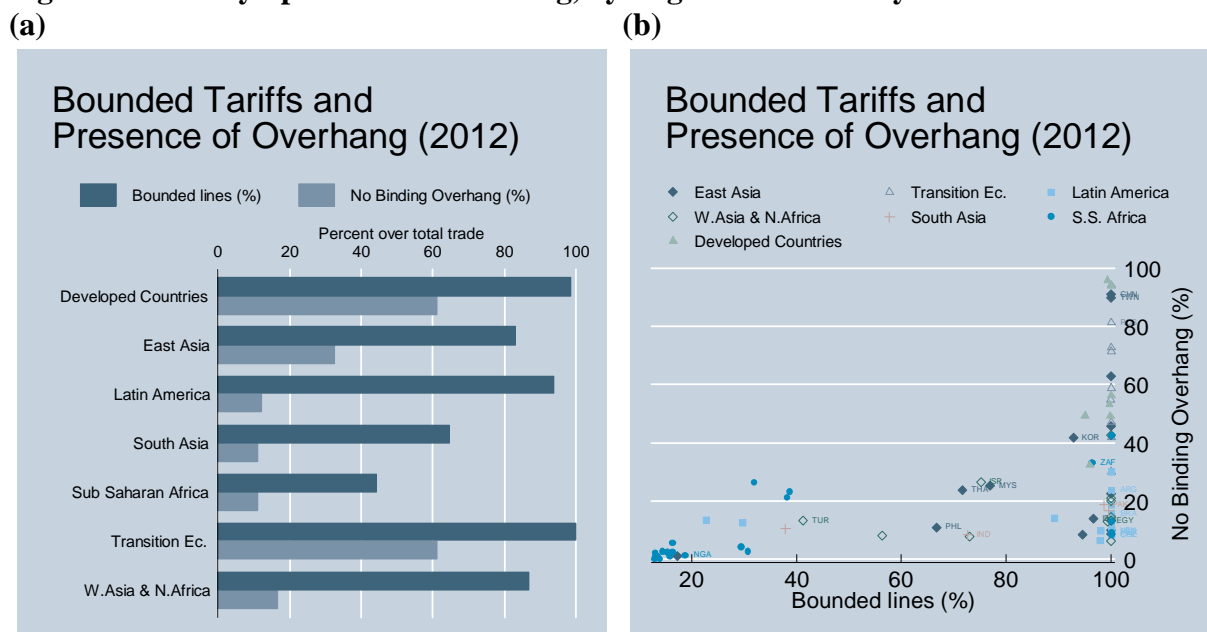 (a)
(b)
Bounded Tariffs and
Presence of Overhang (2012)
Bounded lines (%)
No Binding Overhang (%)
Percent over total trade
0 20 40 60 80 100
Developed Countries
East Asia
Latin America
South Asia
Sub Saharan Africa
Transition Ec.
W.Asia & N.Africa
Bounded Tariffs and
Presence of Overhang (2012)
East Asia
Transition Ec.
Latin America
W.Asia & N.Africa
South Asia
S.S. Africa
Developed Countries
100
80
60
40
20
0
No Binding Overhang (%)
CHN
TWN
KOR
ZAF
ISR
THA
MYS
ARG
TUR
PHL
IND
EGY
NGA
20 40 60 80 100
Bounded lines (%)